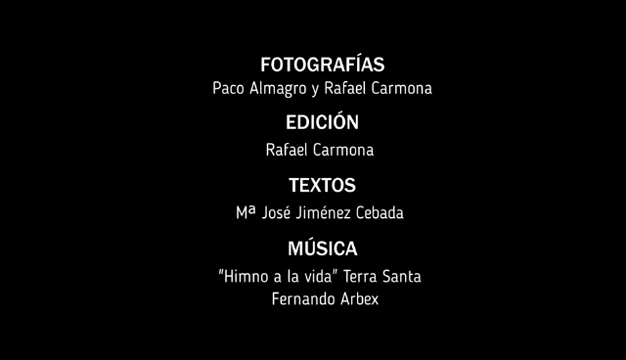 FOTOGRAFÍAS
Paco Almagro y Rafael Carmona
EDICIÓN
Rafael Carmona
TEXTOS
Mª José Jiménez Cebada
MÚSICA
"Himno a la vida" Terra Santa
Fernando Arbex